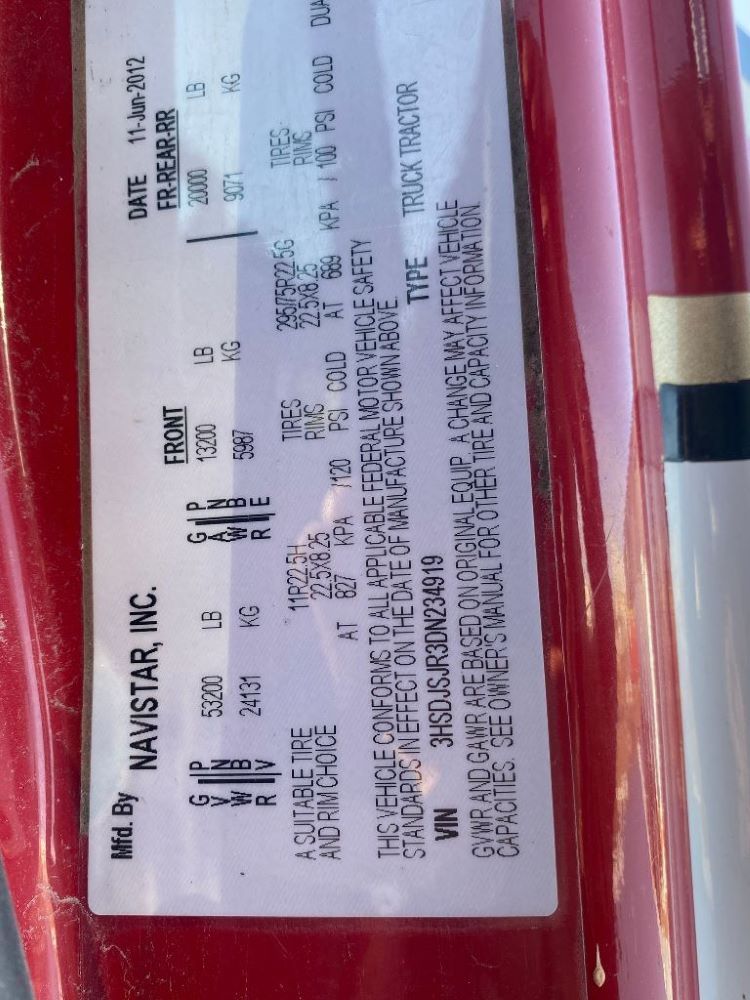 Mfd. By NAVISTAR, INC. DATE 11-Jun-2012
FRONT FR-REAR-RR
G P 53200 LB G P 13200 LB 20000 LB
V N A N
W B 24131 KG W B 5987 KG 9071 KG
R V R E
A SUITABLE TIRE 11R22.5H TIRES 295/75R22.5G TIRES
AND RIM CHOICE 22.5X8.25 RIMS 22.5X8.25 RIMS
AT 827 KPA /120 PSI COLD AT 689 KPA / 100 PSI COLD DUA
THIS VEHICLE CONFORMS TO ALL APPLICABLE FEDERAL MOTOR VEHICLE SAFETY
STANDARDS IN EFFECT ON THE DATE OF MANUFACTURE SHOWN ABOVE.
VIN 3HSDJSJR3DN234919 TYPE TRUCK TRACTOR
GVWR AND GAWR ARE BASED ON ORIGINAL EQUIP. A CHANGE MAY AFFECT VEHICLE
CAPACITIES. SEE OWNER'S MANUAL FOR OTHER TIRE AND CAPACITY INFORMATION